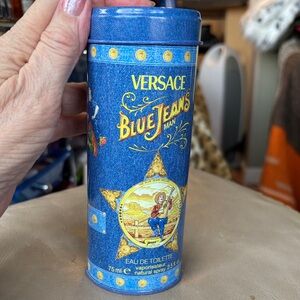 VERSACE
BLUE JEANS
MAN
EAU DE TOILETTE
75 ml e vaporisateur
natural spray